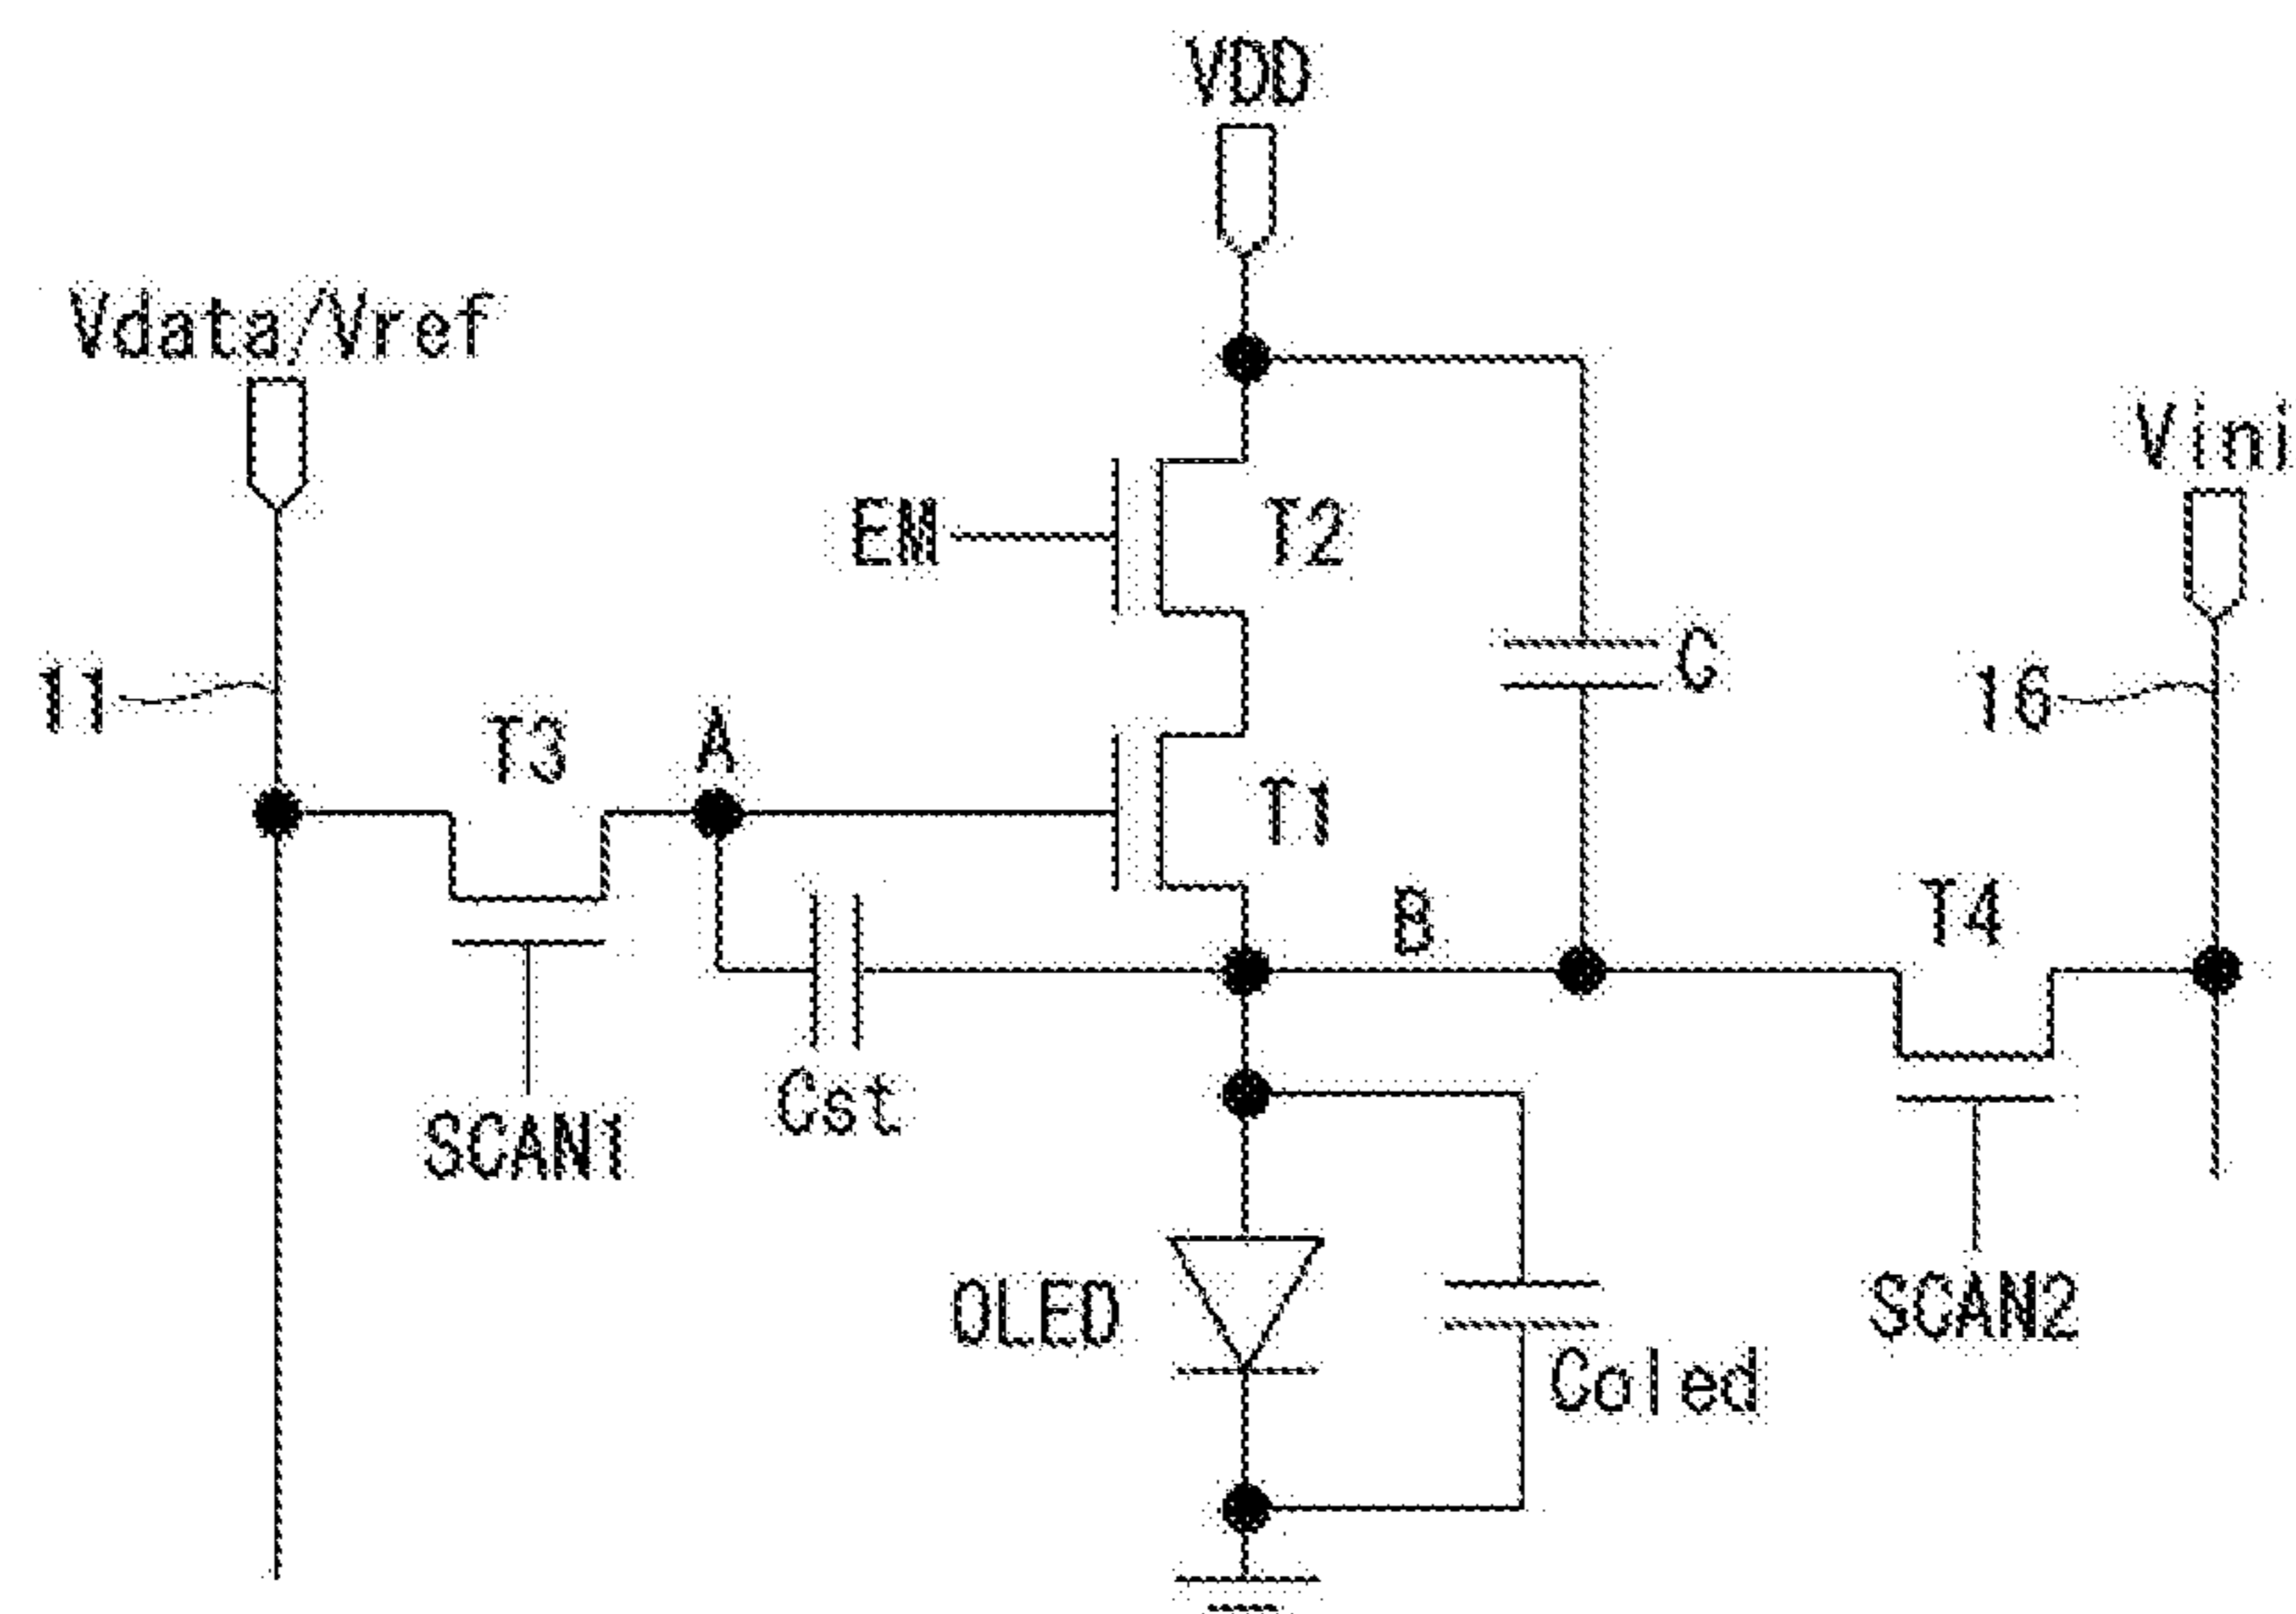 VDD
Vdata/Vref
Vini
EM
T2
11
T3
A
C
16
T1
B
T4
Cst
SCAN1
OLED
Coled
SCAN2